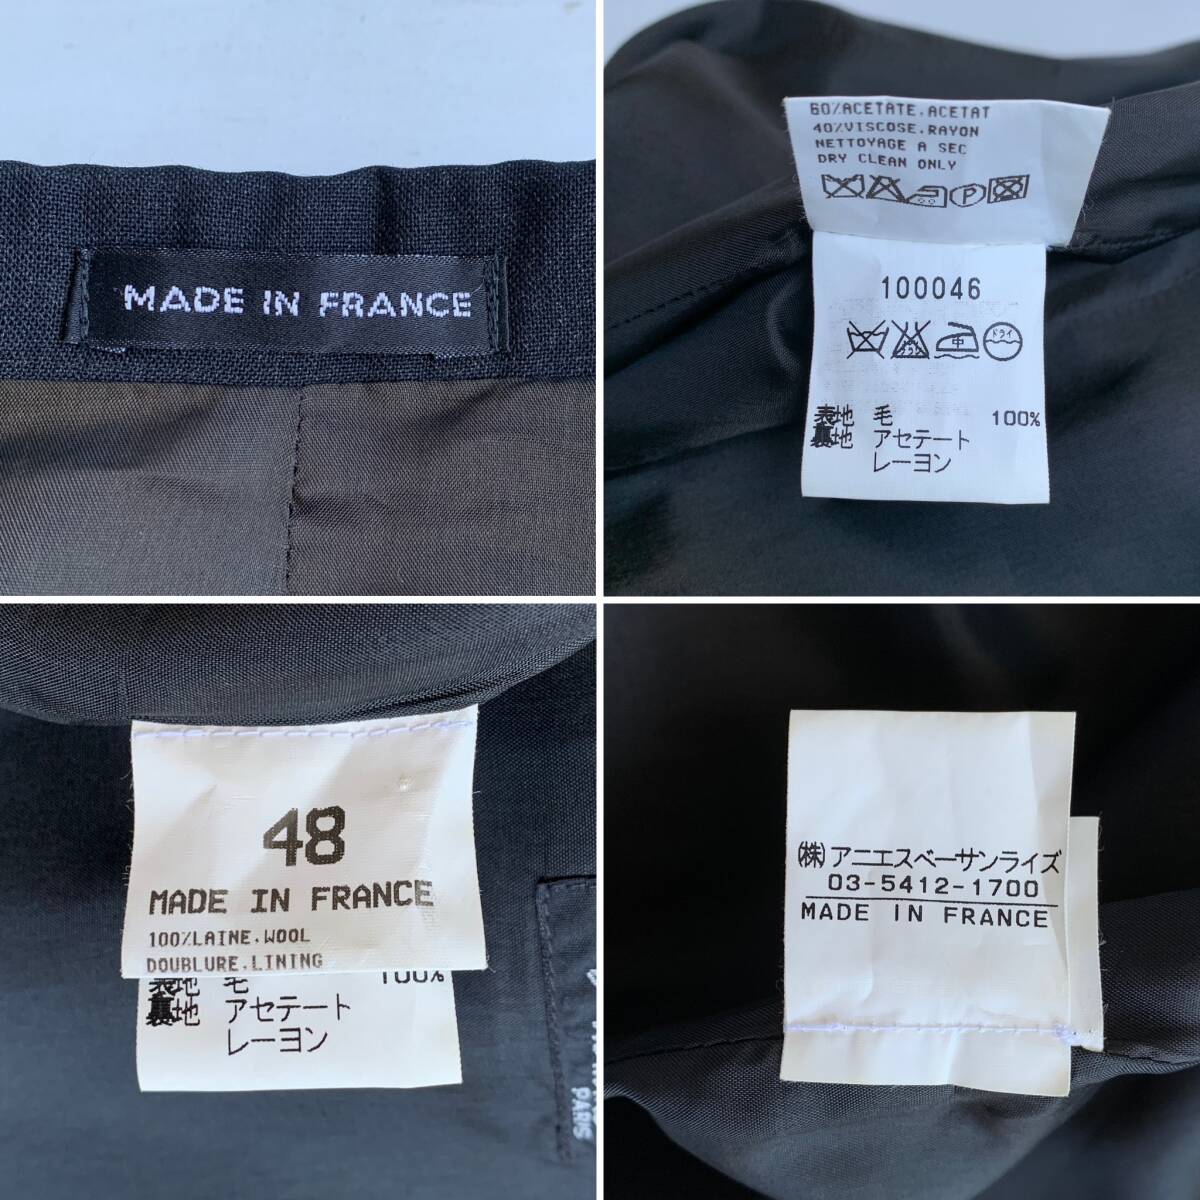 MADE IN FRANCE
60%ACETATE.ACETAT
40%VISCOSE.RAYON
NETTOYAGE A SEC
DRY CLEAN ONLY
P
100046
中 ドライ
表地 毛 100%
裏地 アセテート
レーヨン
48
MADE IN FRANCE
100%LAINE.WOOL
DOUBLURE.LINING
表地 毛 100%
裏地 アセテート
レーヨン
PARIS
(株)アニエスベーサンライズ
03-5412-1700
MADE IN FRANCE